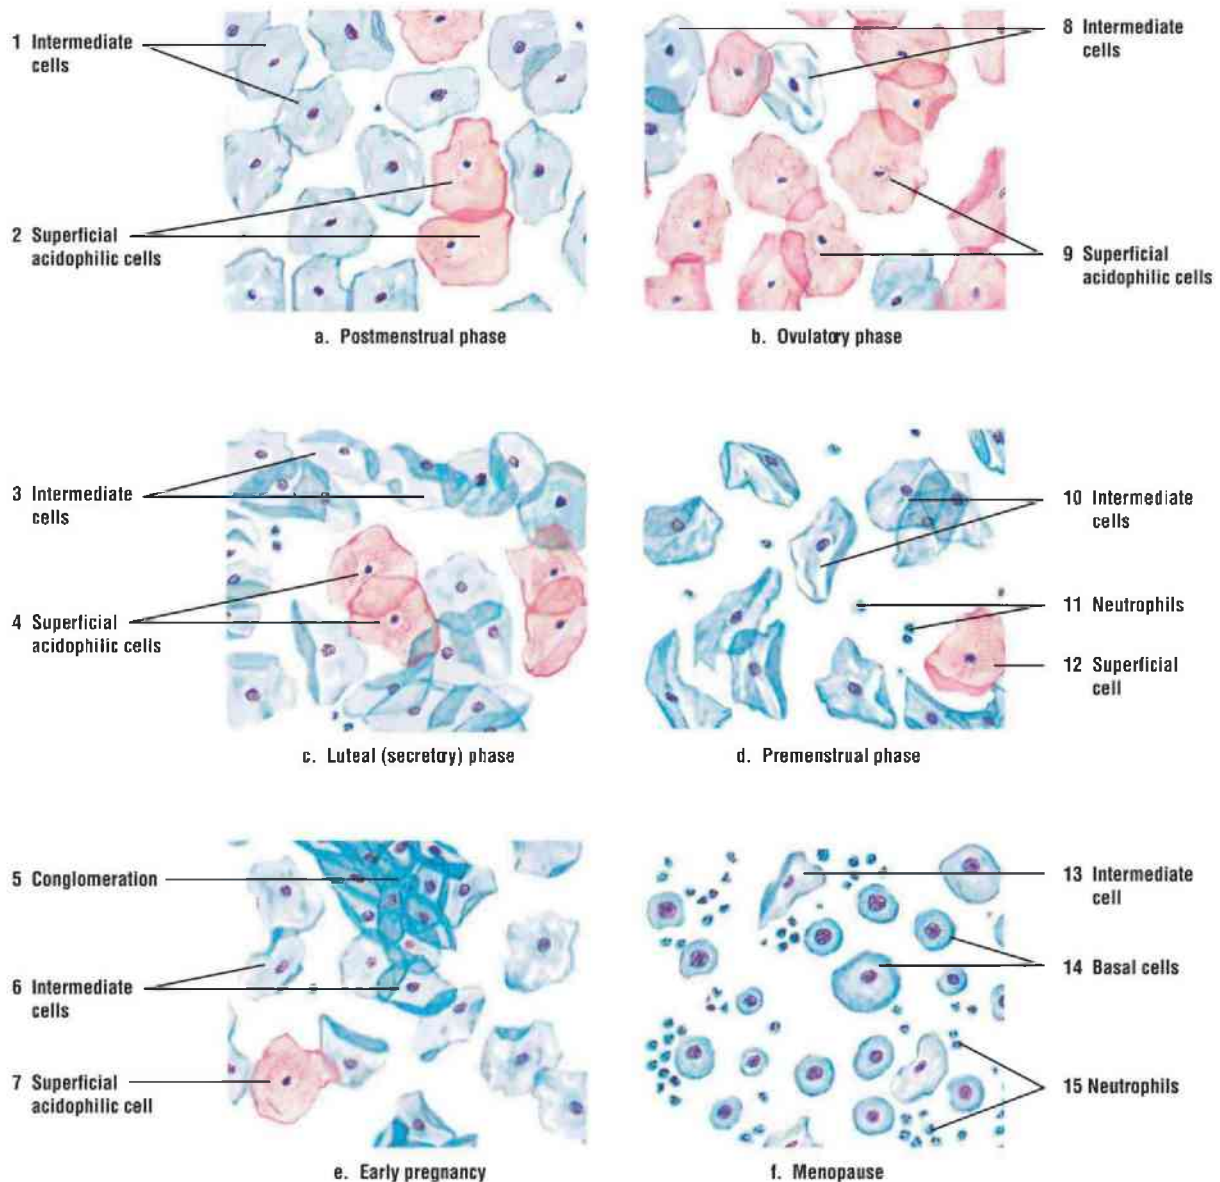 1 Intermediate
cells
2 Superficial
acidophilic cells
8 Intermediate
cells
9 Superficial
acidophilic cells
a. Postmenstrual phase
b. Ovulatory phase
3 Intermediate
cells
4 Superficial
acidophilic cells
10 Intermediate
cells
11 Neutrophils
12 Superficial
cell
c. Luteal (secretory) phase
d. Premenstrual phase
5 Conglomeration
6 Intermediate
cells
7 Superficial
acidophilic cell
13 Intermediate
cell
14 Basal cells
15 Neutrophils
e. Early pregnancy
f. Menopause